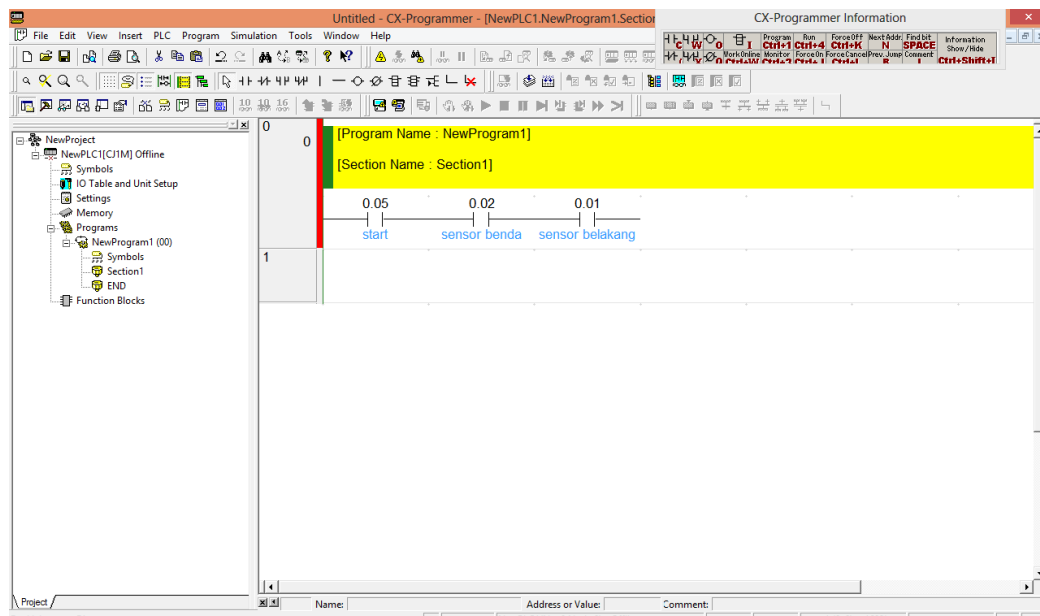 Untitled - CX-Programmer - [NewPLC1.NewProgram1.Section
CX-Programmer Information
File Edit View Insert PLC Program Simulation Tools Window Help
C W O I Program Run ForceOff Next Addr, Find bit
Ctrl+1 Ctrl+4 Ctrl+K N SPACE
Information
Show/Hide
Work Online Monitor Force On Force Cancel Prev. Jump Comment
Ctrl+Shift+I
NewProject
NewPLC1[CJ1M] Offline
Symbols
IO Table and Unit Setup
Settings
Memory
Programs
NewProgram1 (00)
Symbols
Section1
END
Function Blocks
Project
0
0
[Program Name : NewProgram1]
[Section Name : Section1]
0.05 0.02 0.01
start sensor benda sensor belakang
1
Name: Address or Value: Comment: